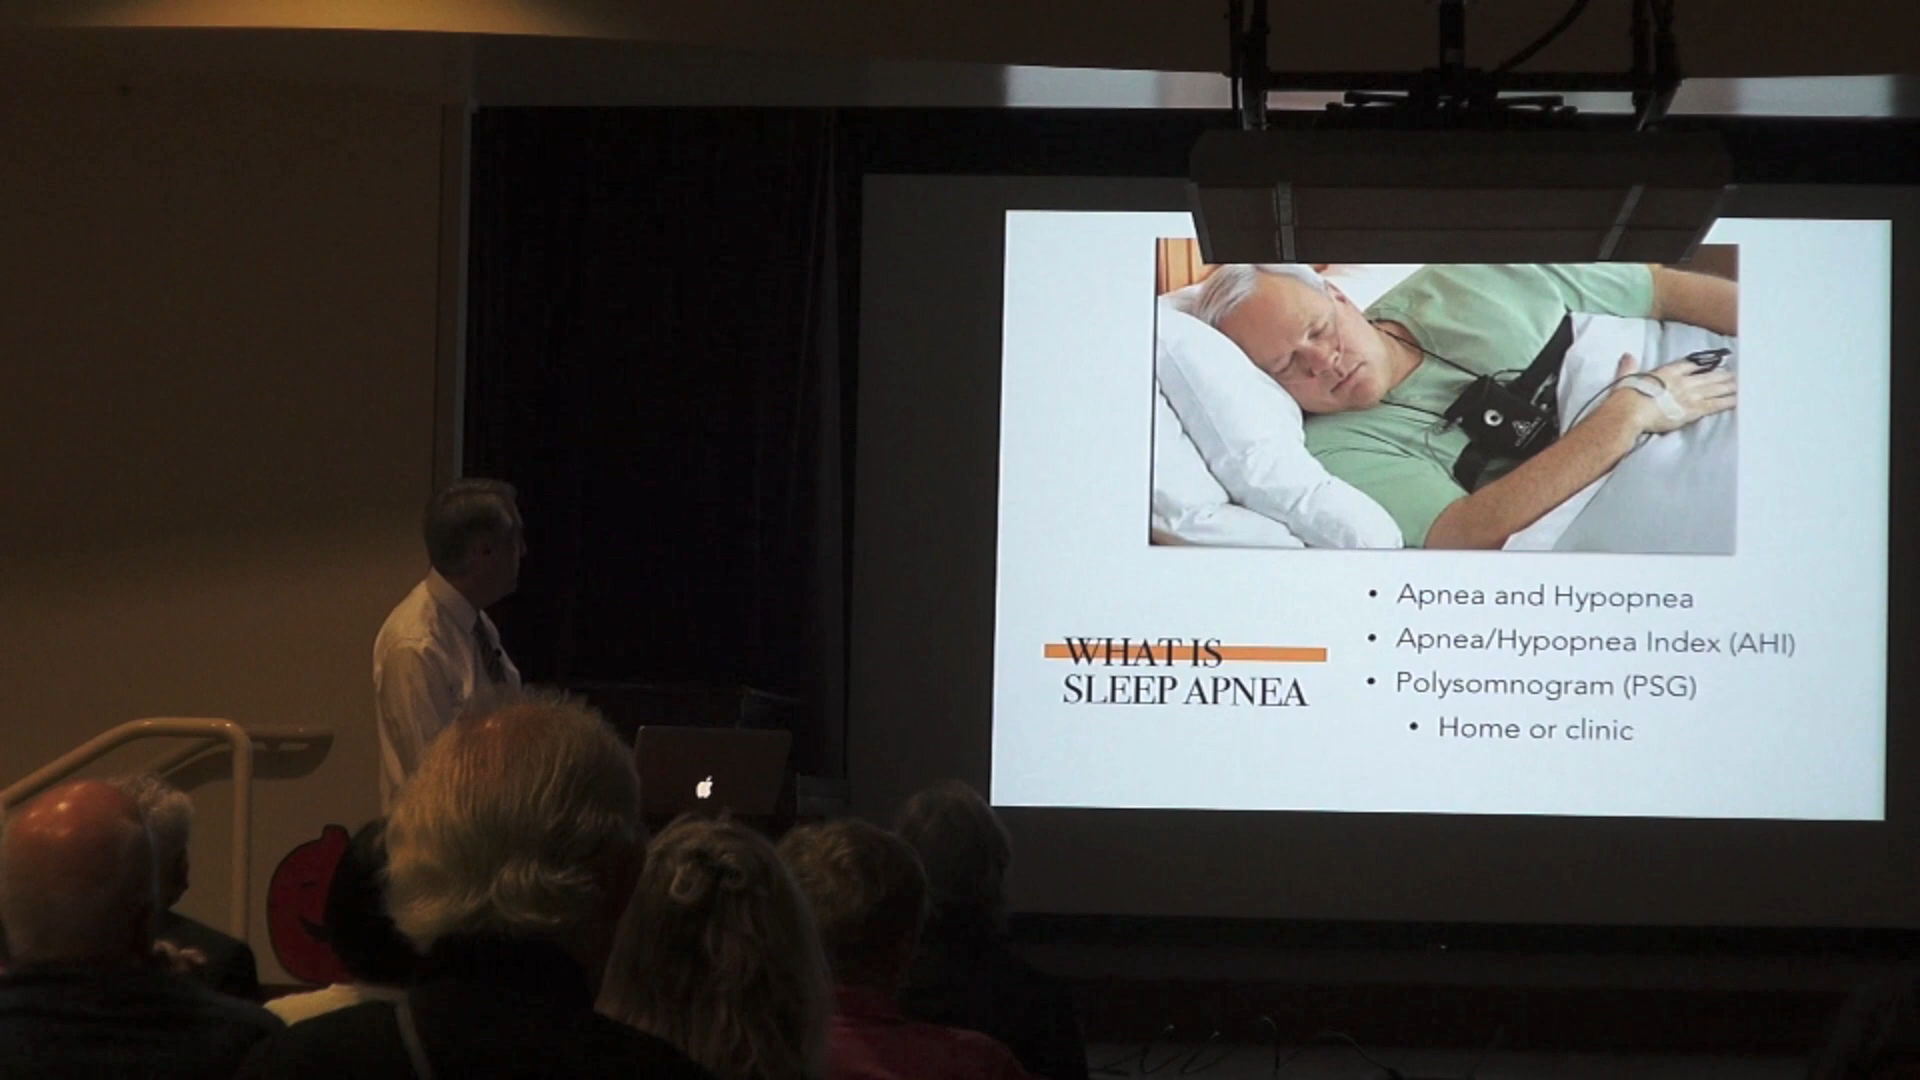 WHAT IS
SLEEP APNEA
• Apnea and Hypopnea
• Apnea/Hypopnea Index (AHI)
• Polysomnogram (PSG)
• Home or clinic